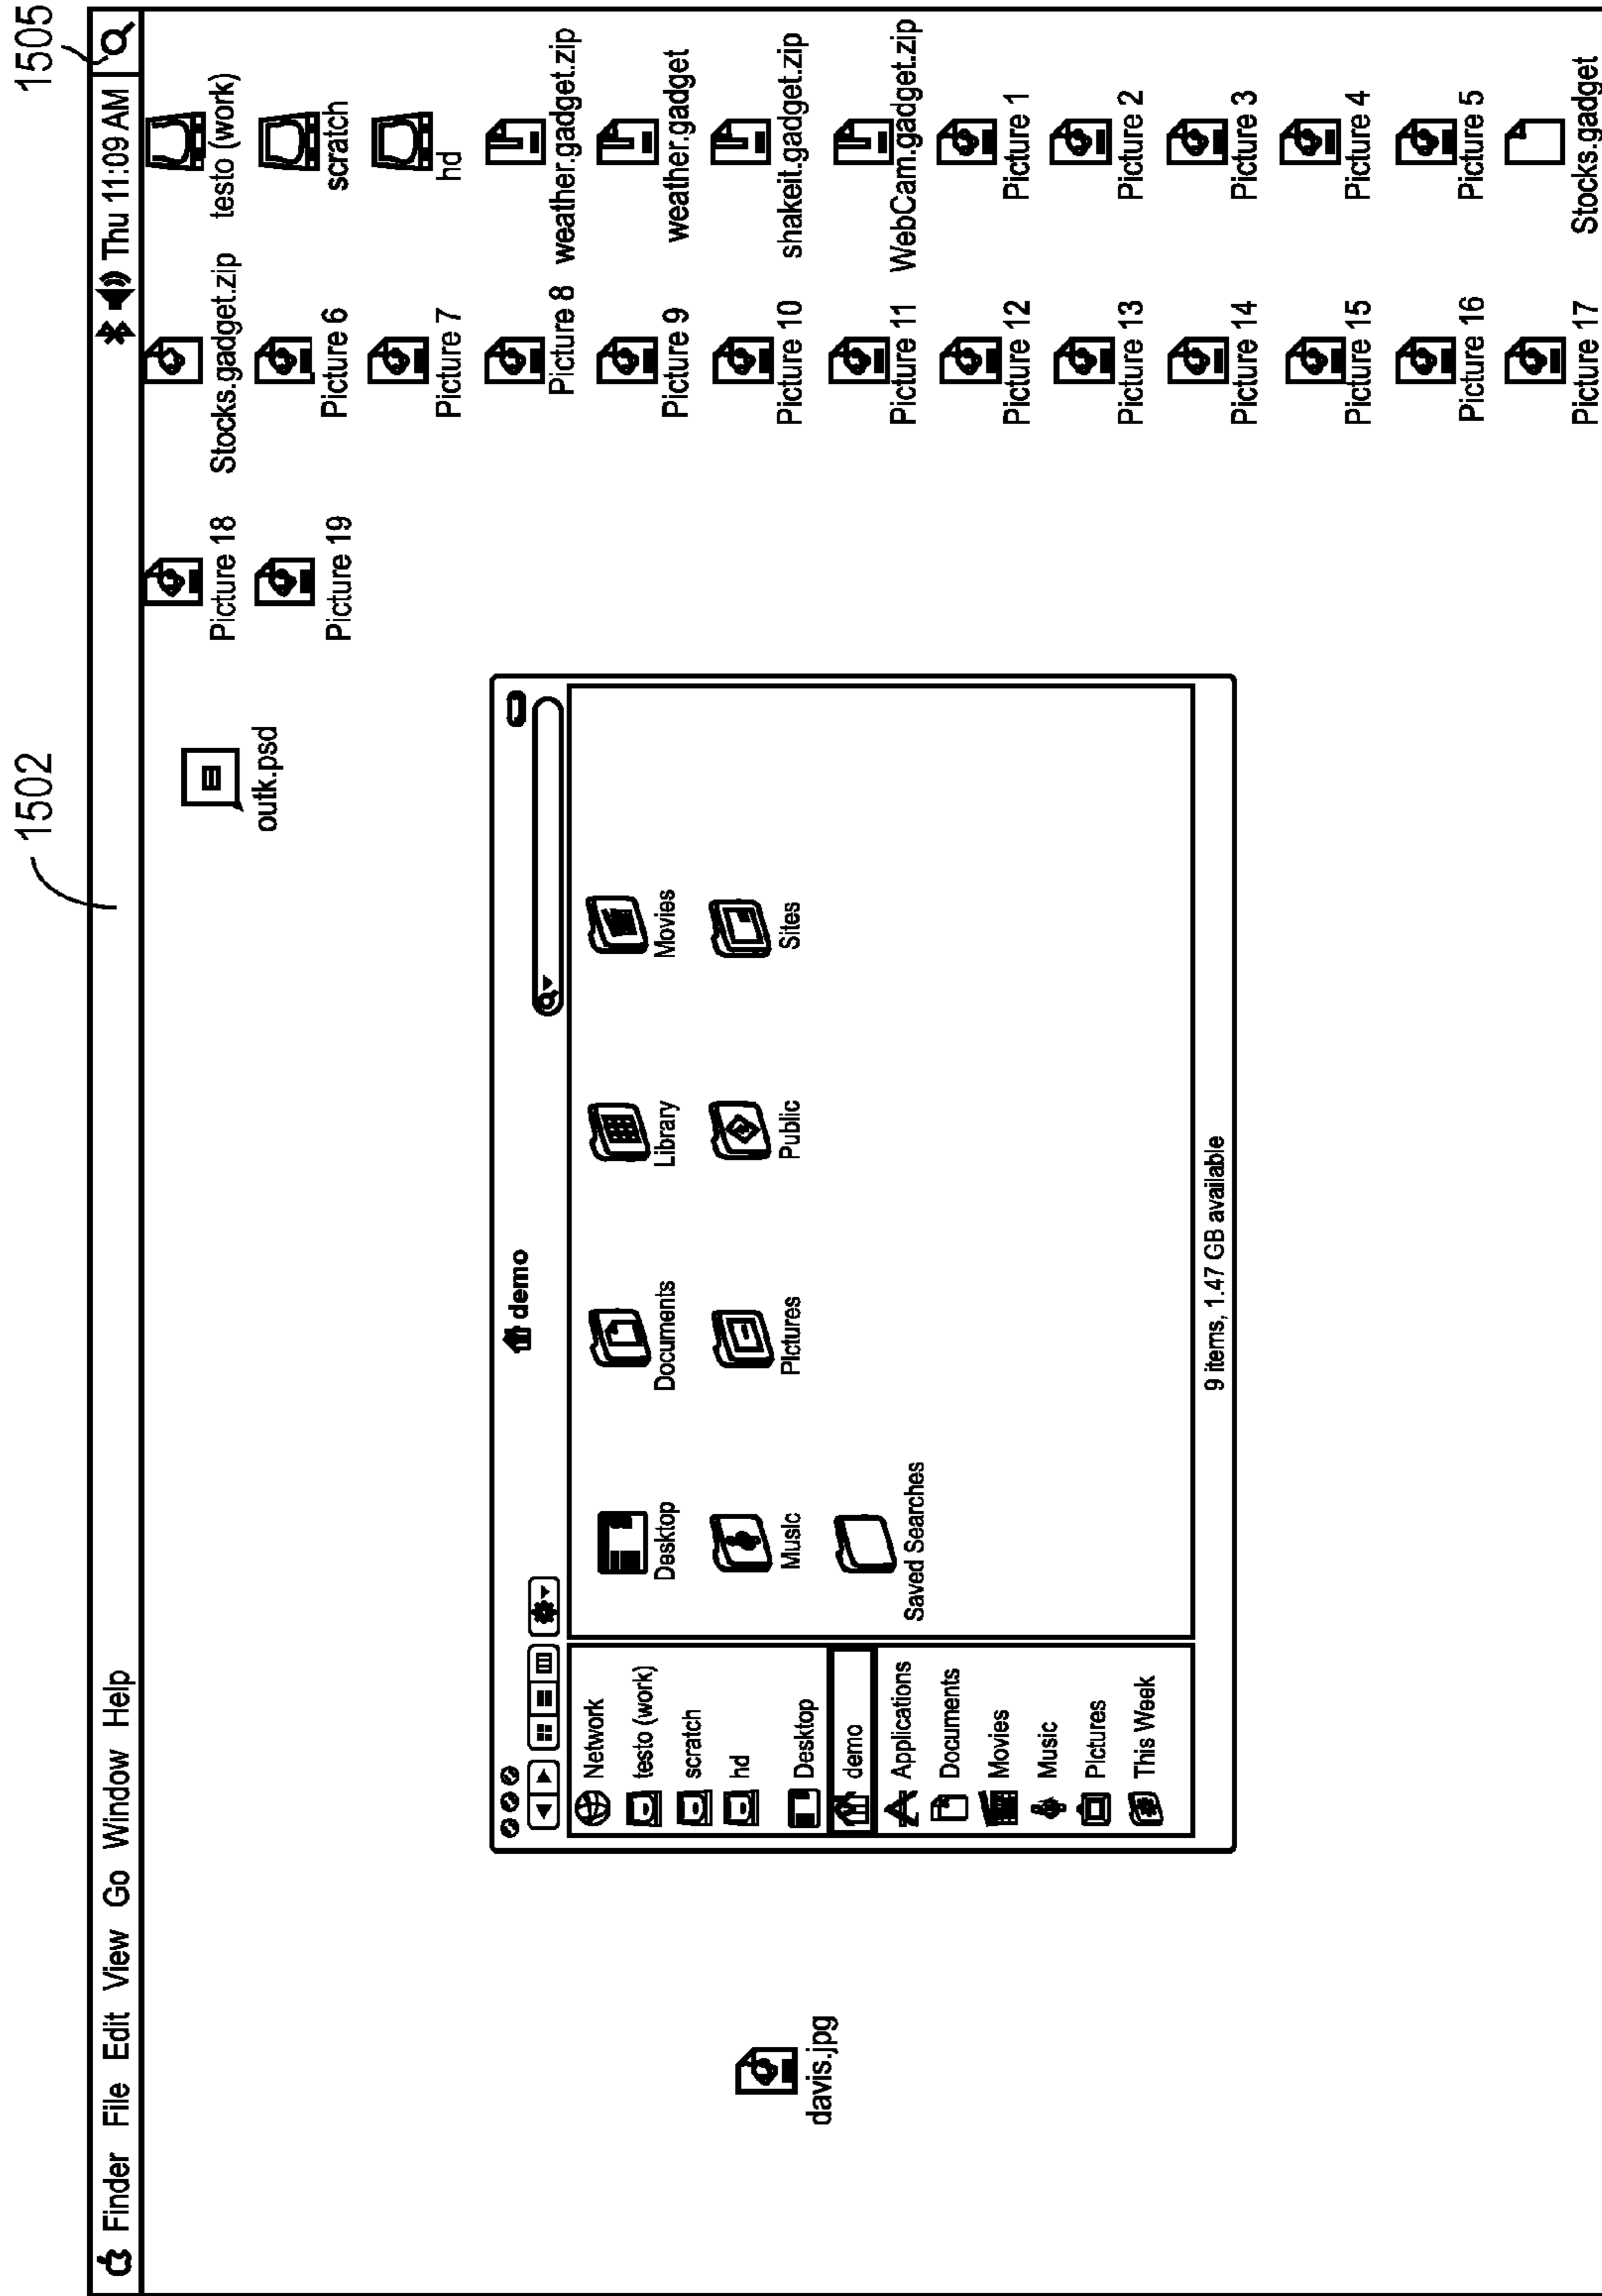 1502
1505
Finder File Edit View Go Window Help
Thu 11:09 AM
testo (work)
scratch
hd
weather.gadget.zip
weather.gadget
shakeit.gadget.zip
WebCam.gadget.zip
Picture 1
Picture 2
Picture 3
Picture 4
Picture 5
Stocks.gadget
Stocks.gadget.zip
Picture 6
Picture 7
Picture 8
Picture 9
Picture 10
Picture 11
Picture 12
Picture 13
Picture 14
Picture 15
Picture 16
Picture 17
Picture 18
Picture 19
outk.psd
davis.jpg
demo
Network
testo (work)
scratch
hd
Desktop
demo
Applications
Documents
Movies
Music
Pictures
This Week
Desktop
Documents
Library
Movies
Music
Pictures
Public
Sites
Saved Searches
9 items, 1.47 GB available